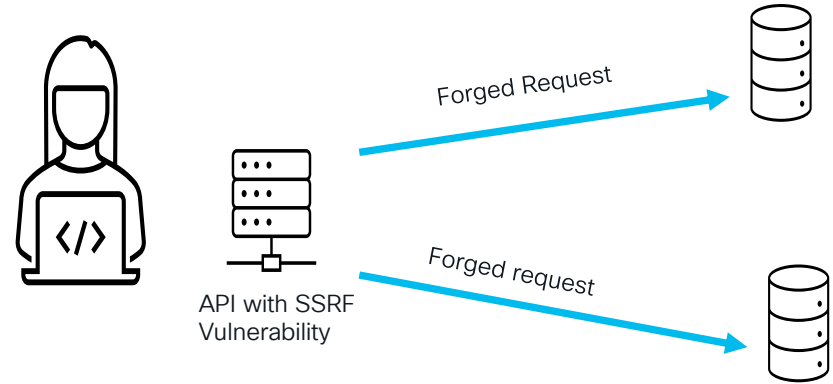 Forged Request
</>
Forged request
API with SSRF
Vulnerability